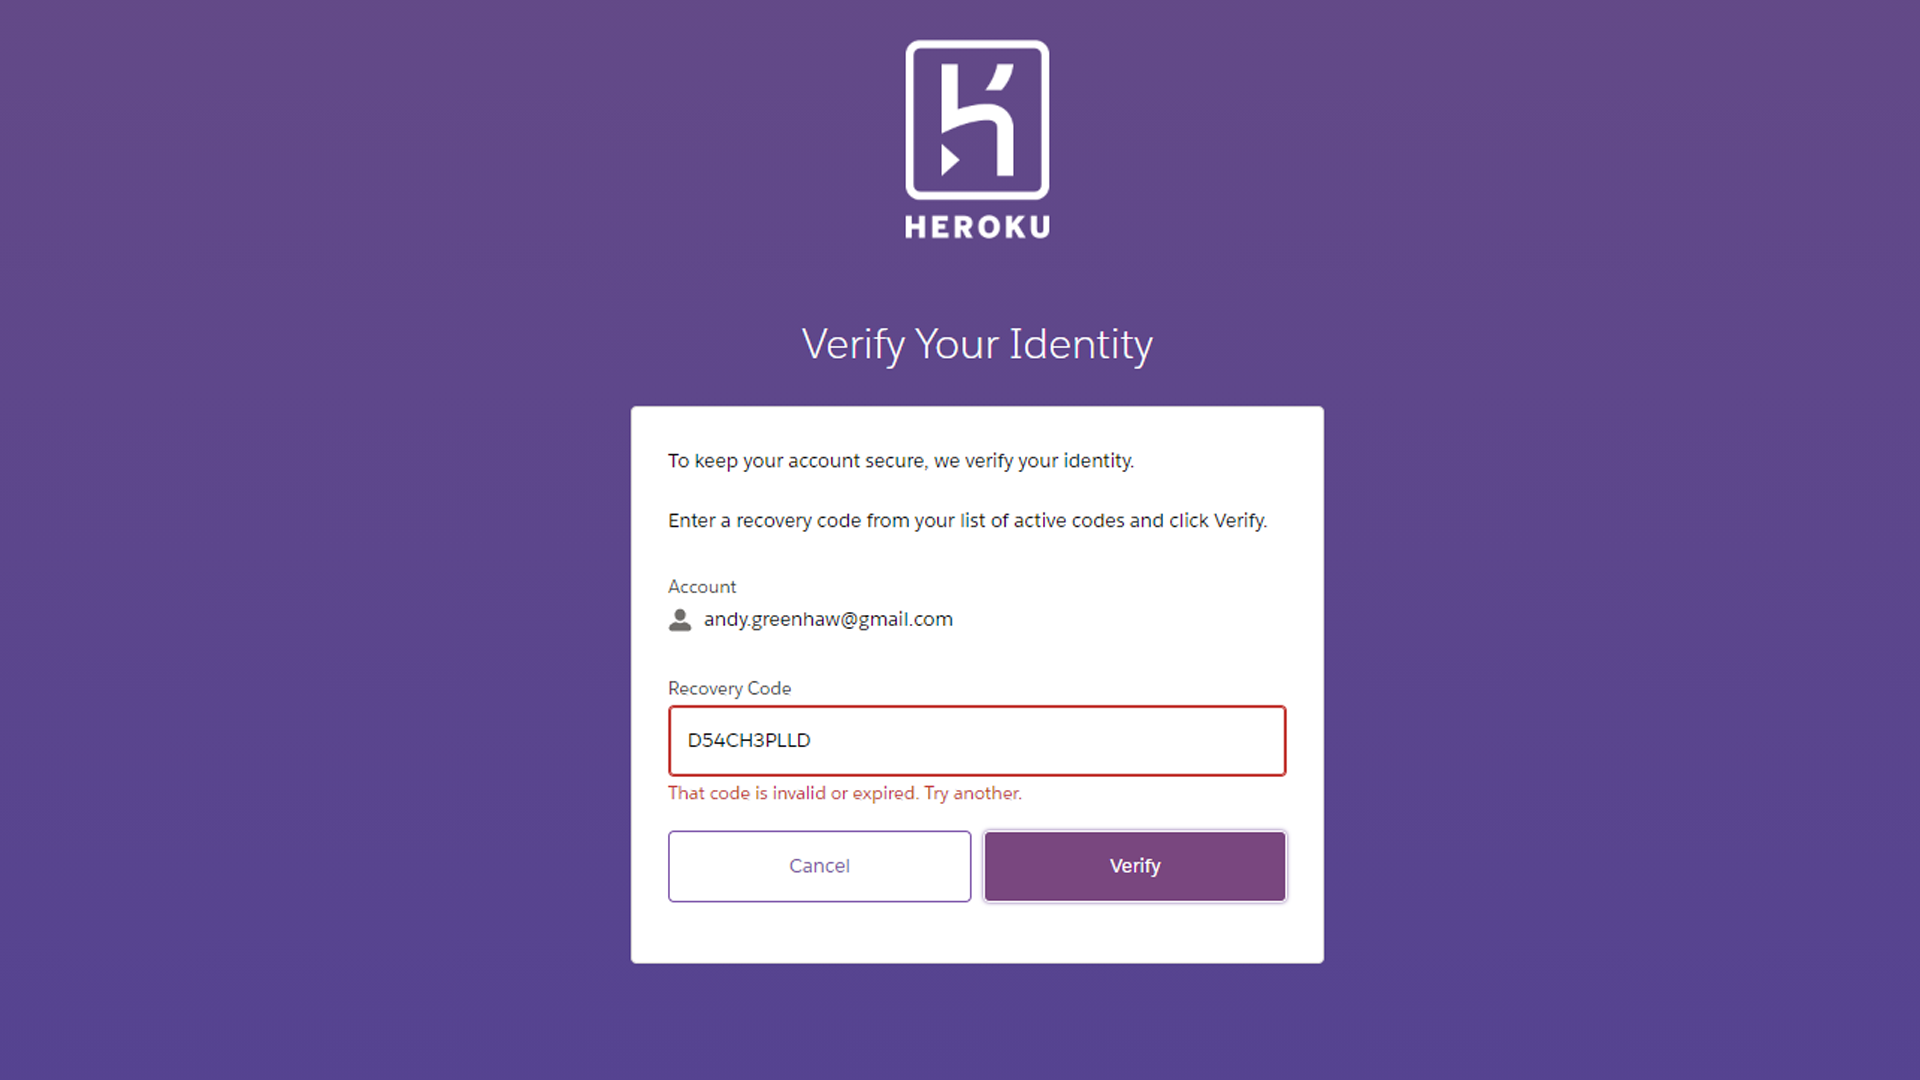 HEROKU
Verify Your Identity
To keep your account secure, we verify your identity.
Enter a recovery code from your list of active codes and click Verify.
Account
andy.greenhaw@gmail.com
Recovery Code
D54CH3PLLD
That code is invalid or expired. Try another.
Cancel
Verify